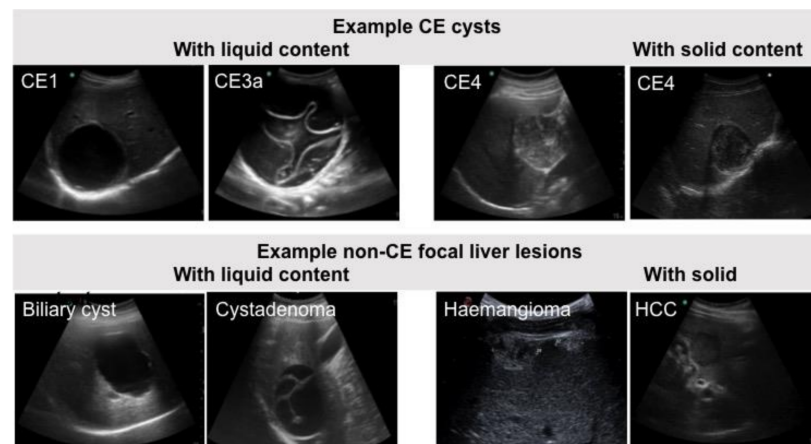 Example CE cysts
With liquid content With solid content
CE1 CE3a CE4 CE4
Example non-CE focal liver lesions
With liquid content With solid
Biliary cyst Cystadenoma Haemangioma HCC